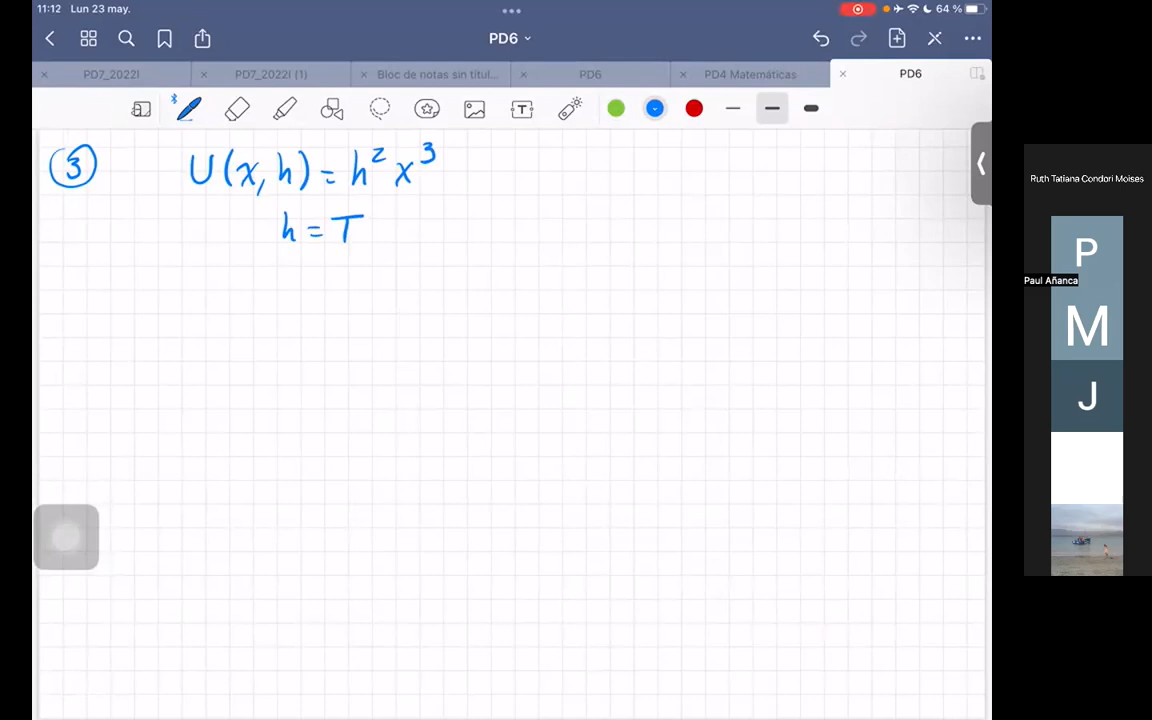 11:12 Lun 23 may.
64 %
PD6
PD7_2022I
PD7_2022I (1)
Bloc de notas sin titul...
PD6
PD4 Matemáticas
PD6
③ U(x, h) = h² x³
h = T
Ruth Tatiana Condori Moises
P
Paul Añanca
M
J